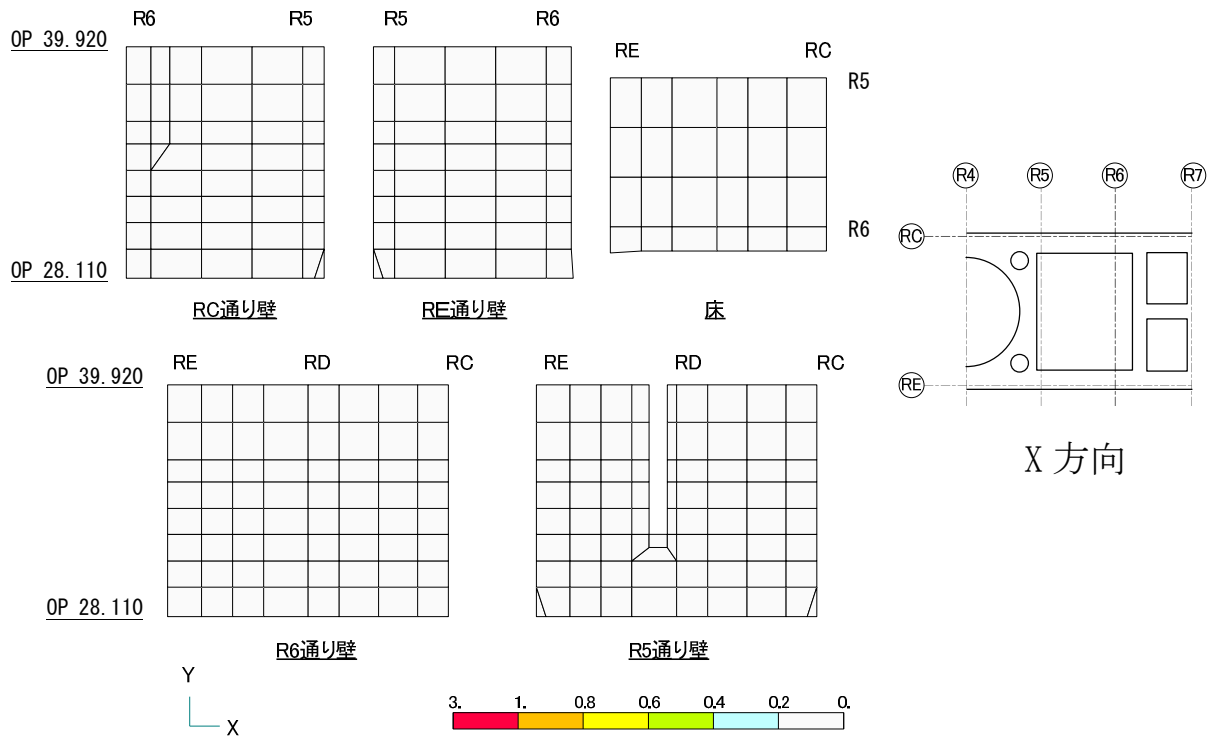 R6 R5
R5 R6
OP 39.920
RE RC
R5
R6
OP 28.110
RC通り壁
RE通り壁
床
R4 R5 R6 R7
RC
RE
X 方向
RE RD RC
RE RD RC
OP 39.920
OP 28.110
R6通り壁
R5通り壁
Y
X
3. 1. 0.8 0.6 0.4 0.2 0.